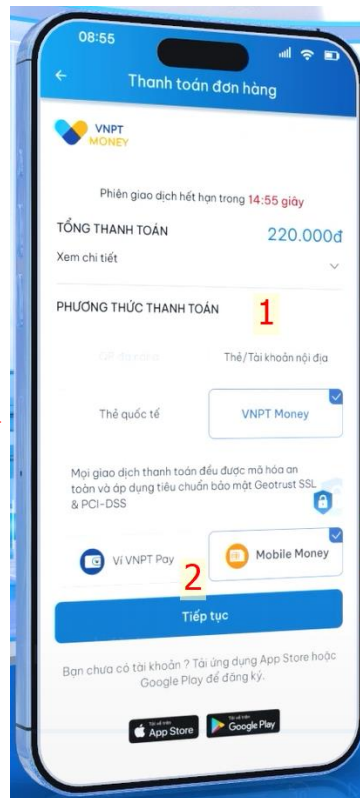 08:55
Thanh toán đơn hàng
VNPT
MONEY
Phiên giao dịch hết hạn trong 14:55 giây
TỔNG THANH TOÁN 220.000đ
Xem chi tiết
PHƯƠNG THỨC THANH TOÁN 1
Thẻ/Tài khoản nội địa
Thẻ quốc tế VNPT Money
Mọi giao dịch thanh toán đều được mã hóa an
toàn và áp dụng tiêu chuẩn bảo mật Geotrust SSL
& PCI-DSS
Ví VNPT Pay Mobile Money
2
Tiếp tục
Bạn chưa có tài khoản ? Tải ứng dụng App Store hoặc
Google Play để đăng ký.
App Store Google Play